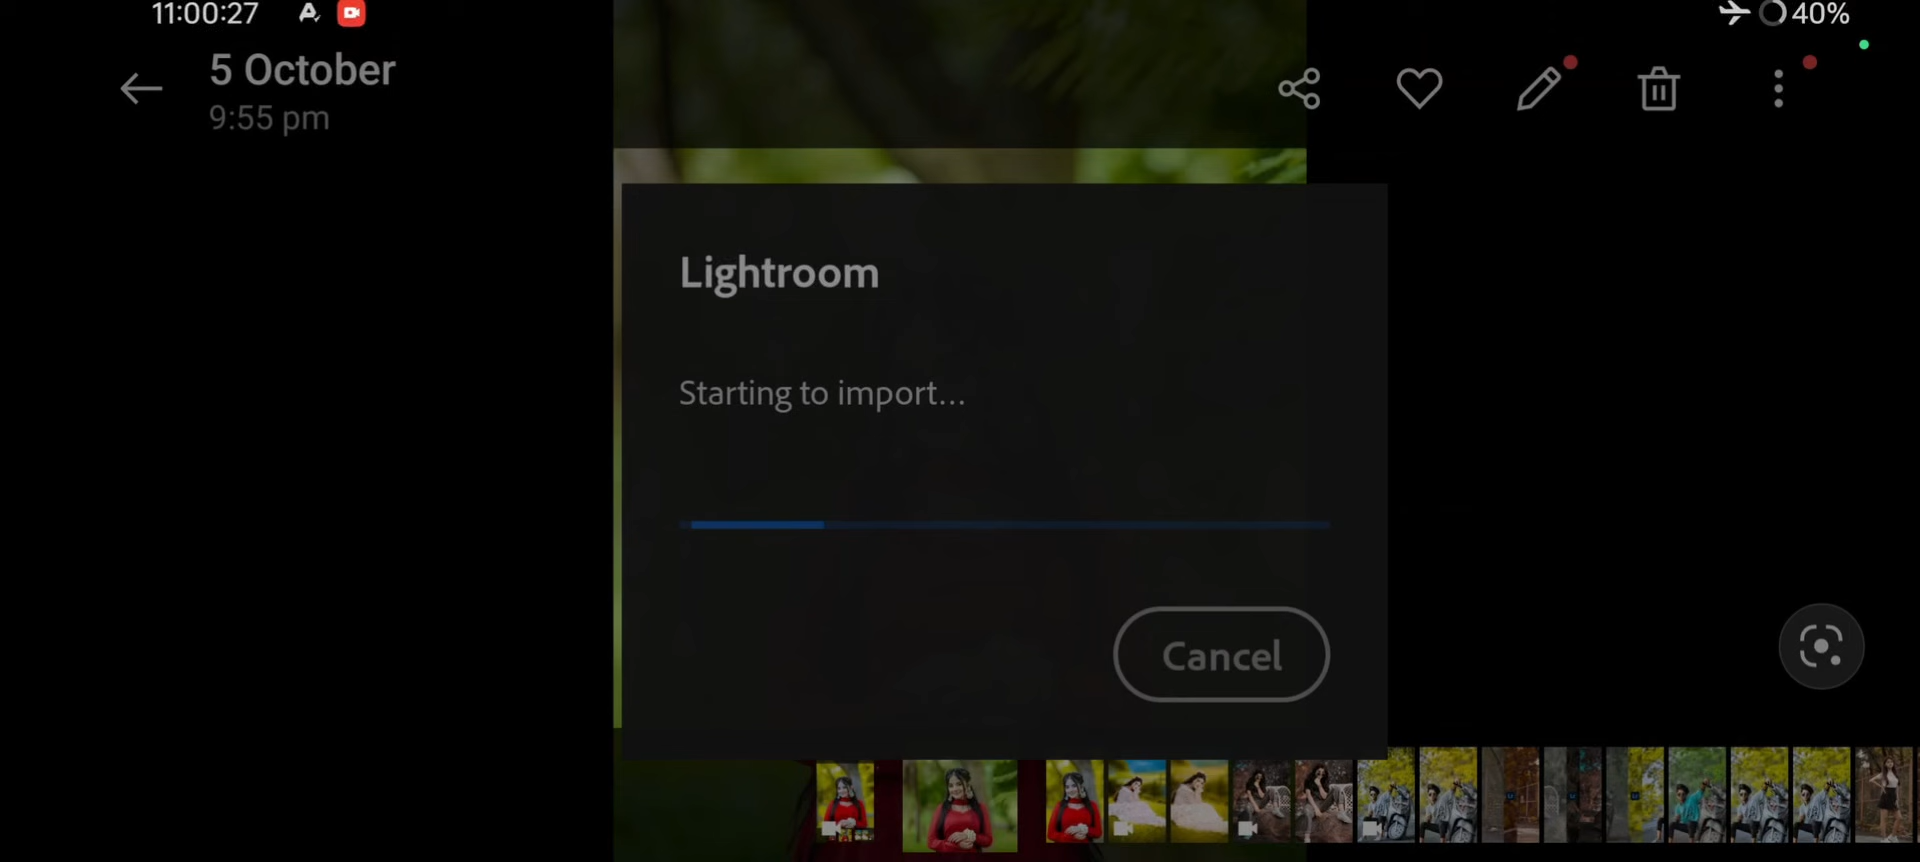 11:00:27
40%
5 October
9:55 pm
Lightroom
Starting to import...
Cancel